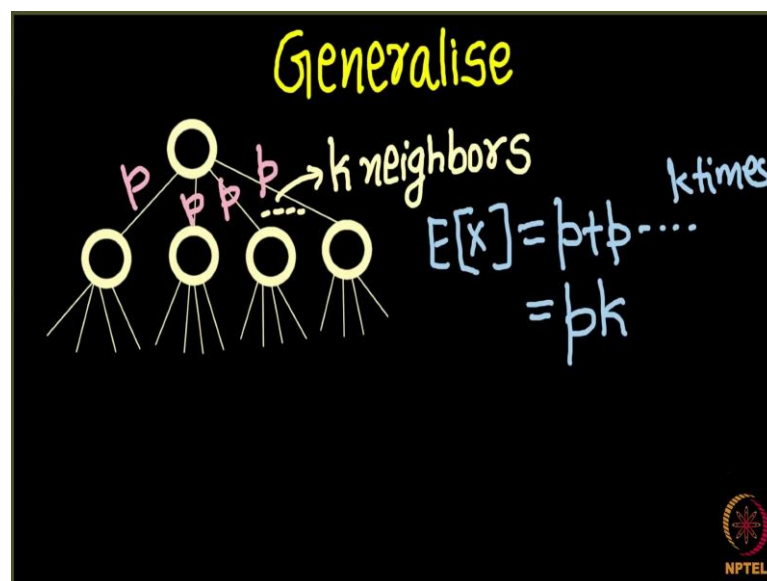 Generalise
p p p p
k neighbors
k times
E[X] = p+p ....
= pk
NPTEL